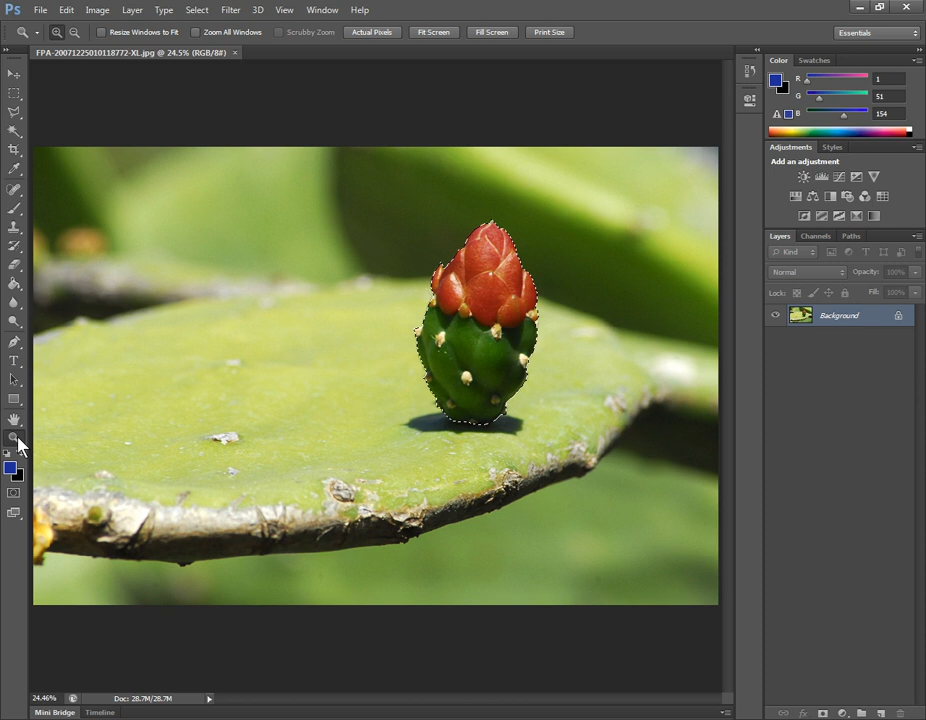 Ps File Edit Image Layer Type Select Filter 3D View Window Help
Resize Windows to Fit Zoom All Windows Scrubby Zoom Actual Pixels Fit Screen Fill Screen Print Size Essentials
FPA-20071225010118772-XL.jpg @ 24.5% (RGB/8#) ×
Color Swatches
R 1
G 51
B 154
Adjustments Styles
Add an adjustment
Layers Channels Paths
Kind
Normal Opacity: 100%
Lock: Fill: 100%
Background
24.46% Doc: 28.7M/28.7M
Mini Bridge Timeline